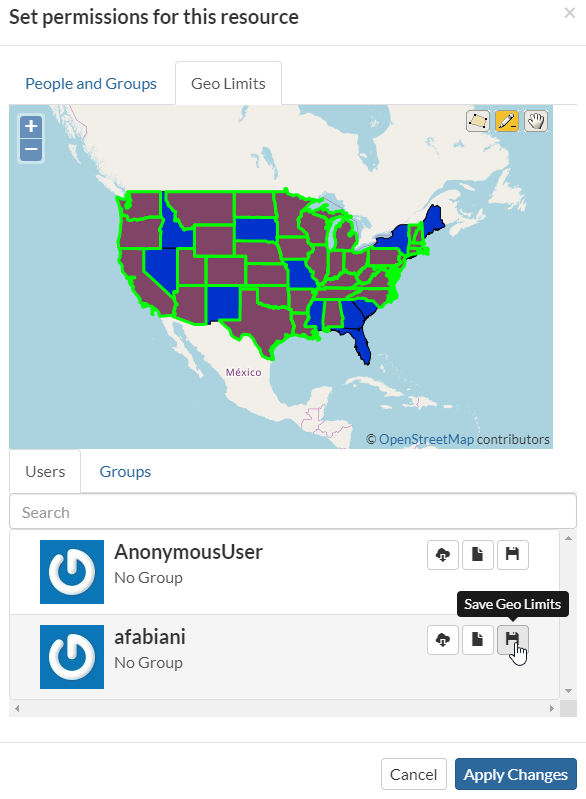 Set permissions for this resource
×
People and Groups
Geo Limits
+
−
México
© OpenStreetMap contributors
Users
Groups
Search
AnonymousUser
No Group
Save Geo Limits
afabiani
No Group
Cancel
Apply Changes